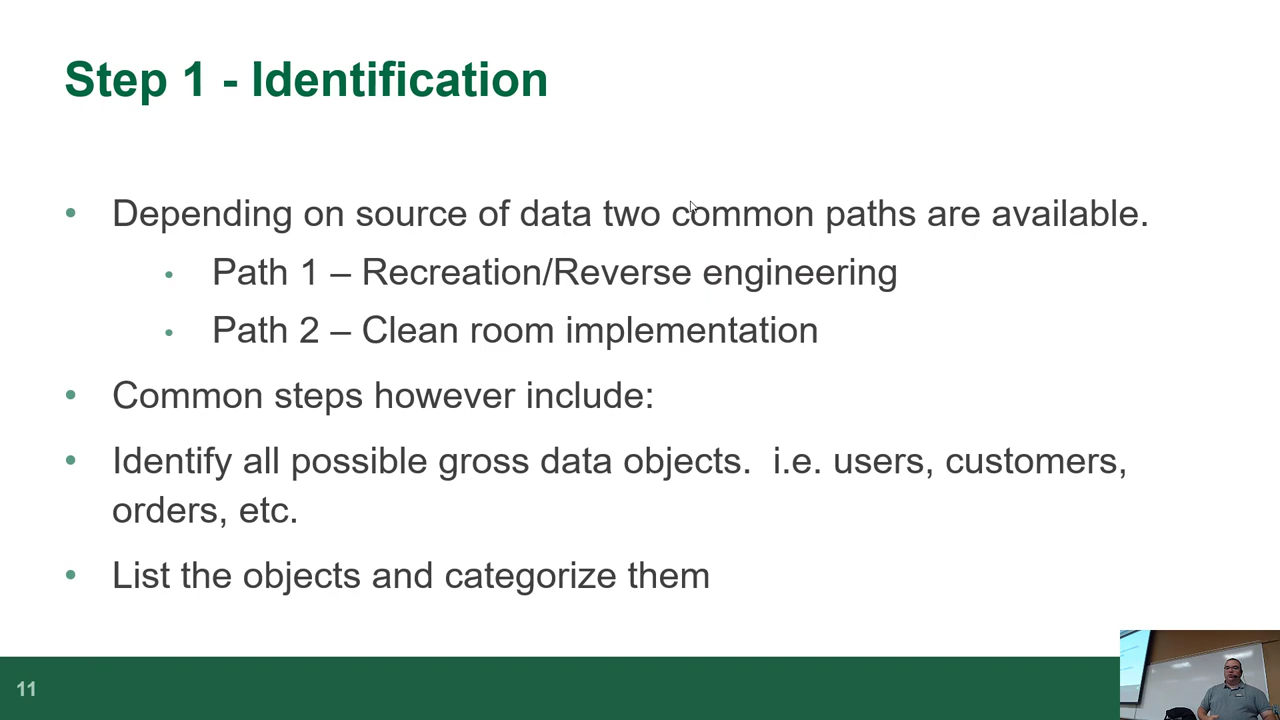 Step 1 - Identification
• Depending on source of data two common paths are available.
• Path 1 – Recreation/Reverse engineering
• Path 2 – Clean room implementation
• Common steps however include:
• Identify all possible gross data objects.  i.e. users, customers,
orders, etc.
• List the objects and categorize them
11